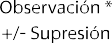 Observación *
+/- Supresión